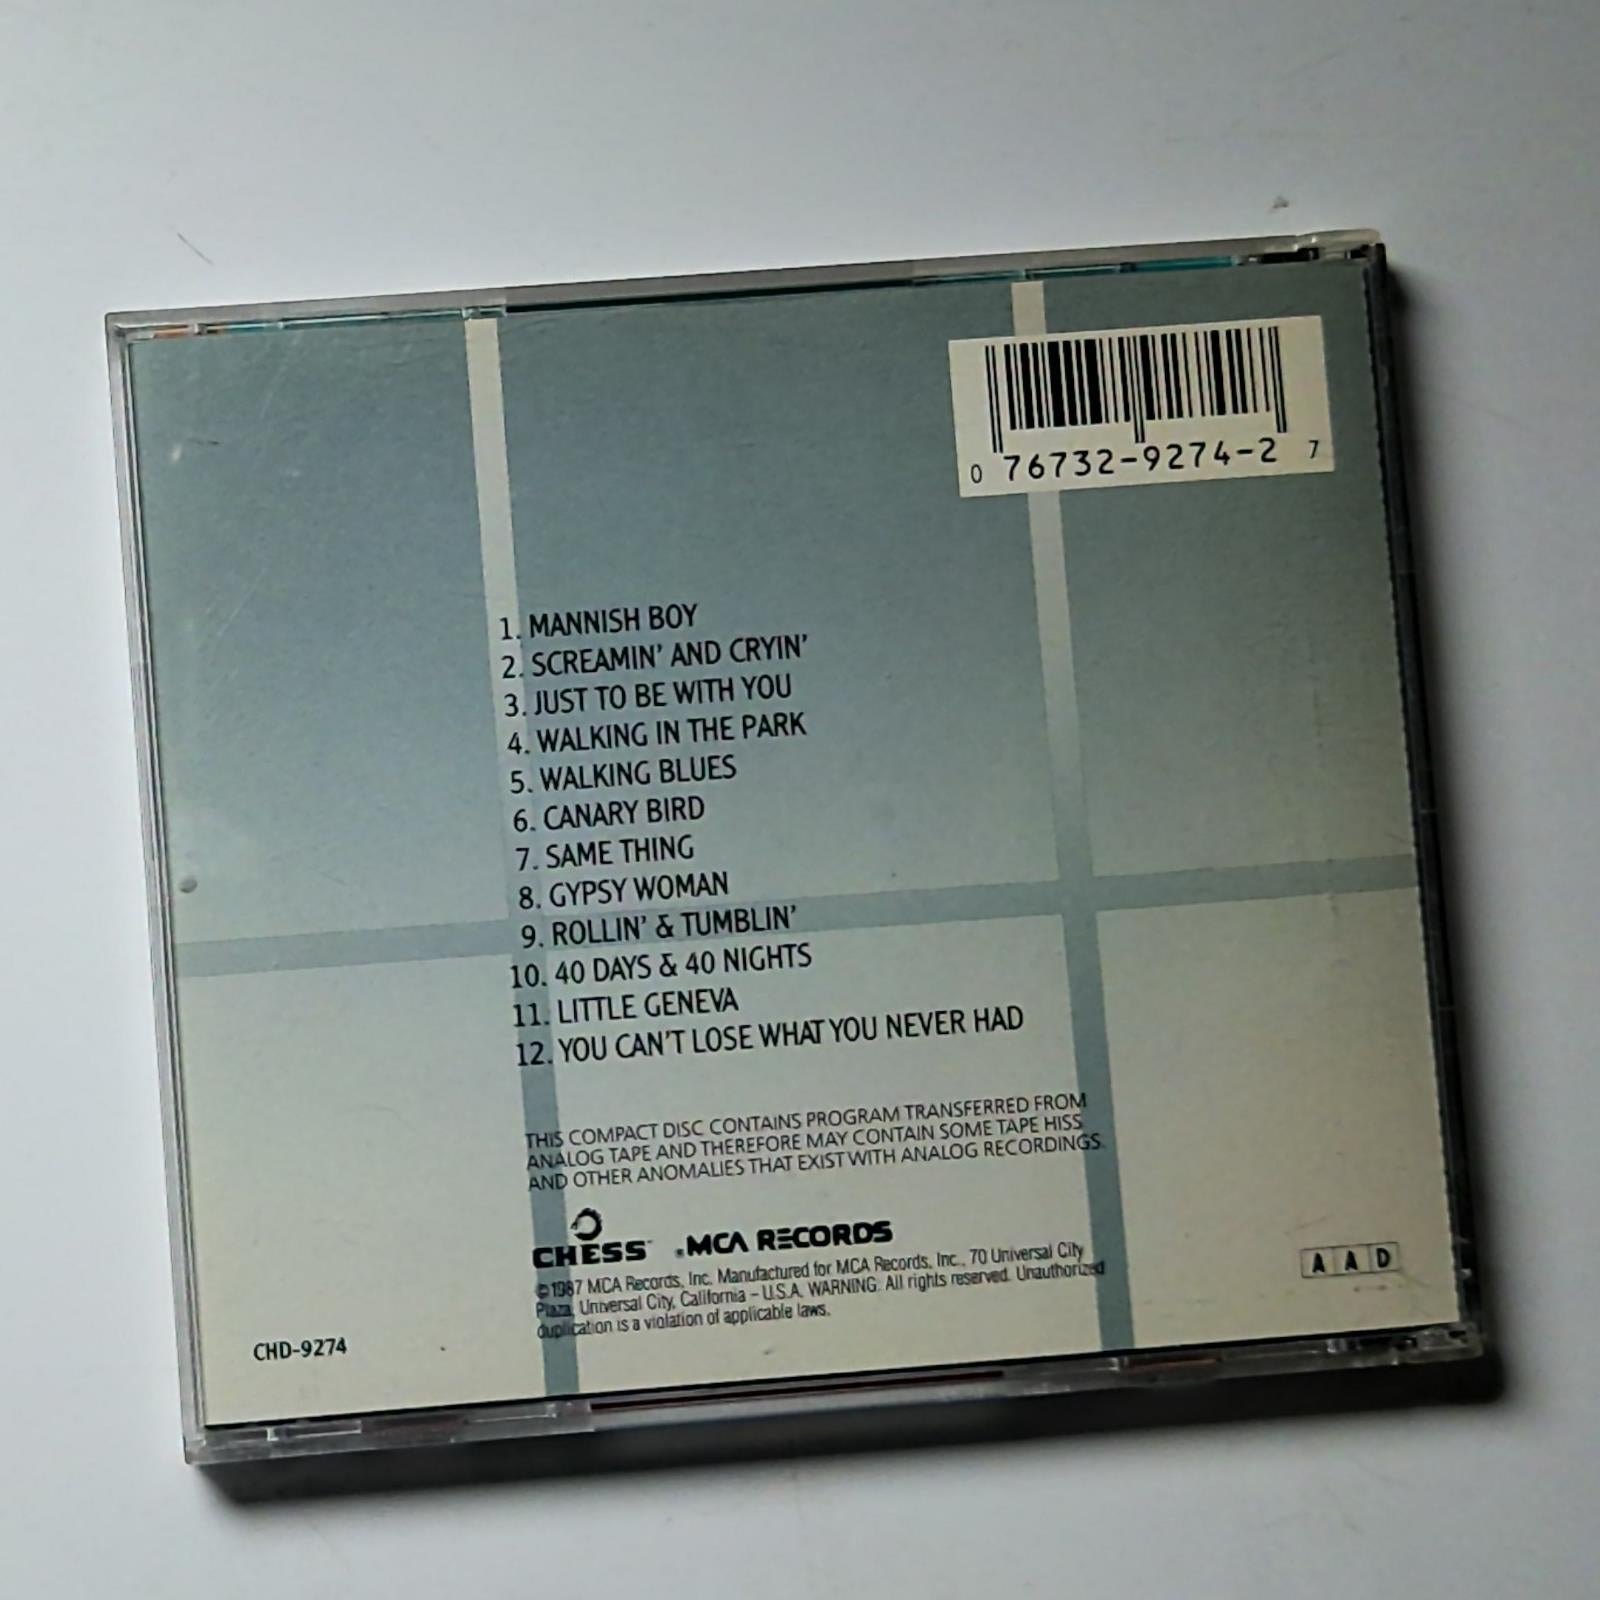 0 76732-9274-2 7
1. MANNISH BOY
2. SCREAMIN' AND CRYIN'
3. JUST TO BE WITH YOU
4. WALKING IN THE PARK
5. WALKING BLUES
6. CANARY BIRD
7. SAME THING
8. GYPSY WOMAN
9. ROLLIN' & TUMBLIN'
10. 40 DAYS & 40 NIGHTS
11. LITTLE GENEVA
12. YOU CAN'T LOSE WHAT YOU NEVER HAD
THIS COMPACT DISC CONTAINS PROGRAM TRANSFERRED FROM
ANALOG TAPE AND THEREFORE MAY CONTAIN SOME TAPE HISS
AND OTHER ANOMALIES THAT EXIST WITH ANALOG RECORDINGS.
CHESS™ MCA RECORDS
©1987 MCA Records, Inc. Manufactured for MCA Records, Inc., 70 Universal City
Plaza, Universal City, California – U.S.A. WARNING: All rights reserved. Unauthorized
duplication is a violation of applicable laws.
A A D
CHD-9274